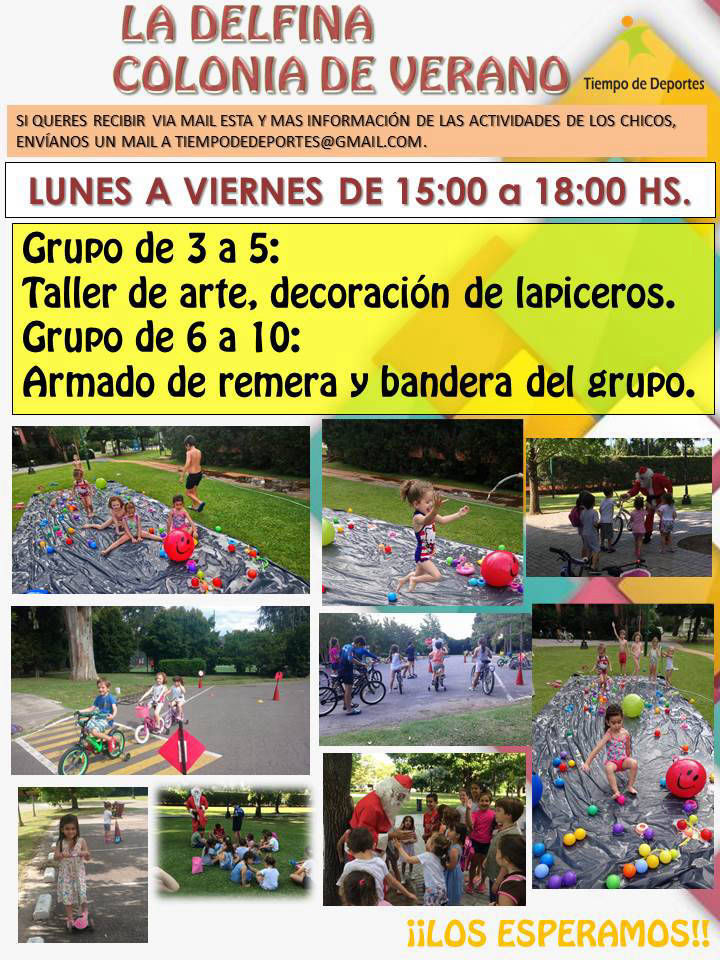 LA DELFINA
COLONIA DE VERANO
Tiempo de Deportes
SI QUERES RECIBIR VIA MAIL ESTA Y MAS INFORMACIÓN DE LAS ACTIVIDADES DE LOS CHICOS,
ENVÍANOS UN MAIL A TIEMPODEDEPORTES@GMAIL.COM.
LUNES A VIERNES DE 15:00 a 18:00 HS.
Grupo de 3 a 5:
Taller de arte, decoración de lapiceros.
Grupo de 6 a 10:
Armado de remera y bandera del grupo.
¡¡LOS ESPERAMOS!!